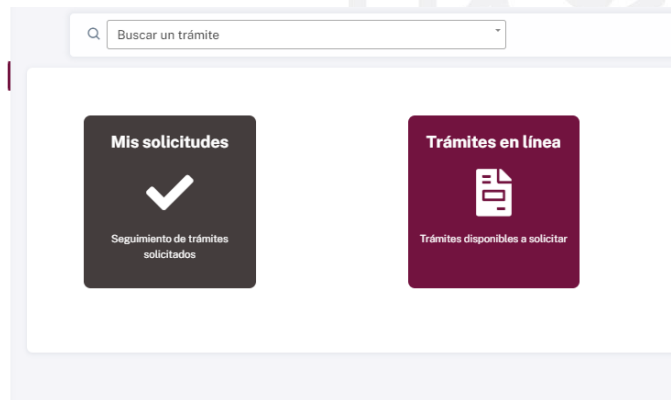 Buscar un trámite
Mis solicitudes
Seguimiento de trámites
solicitados
Trámites en línea
Trámites disponibles a solicitar